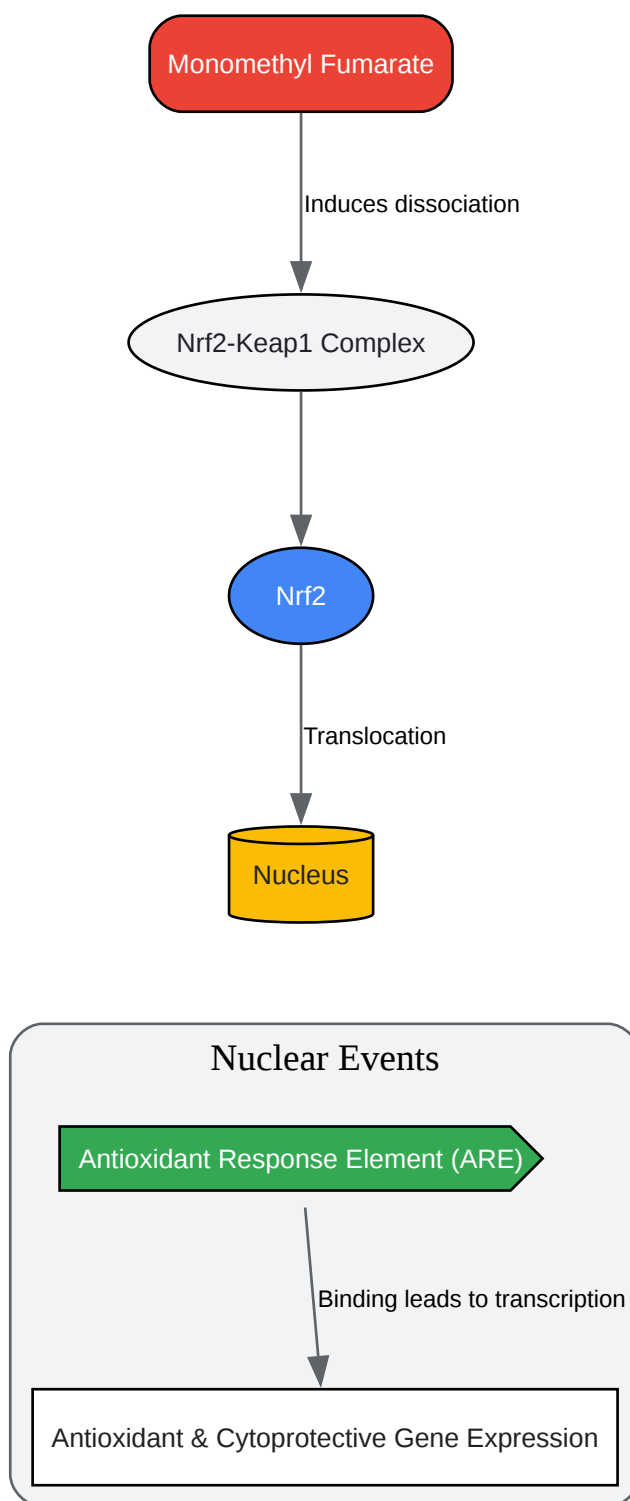 Monomethyl Fumarate
Induces dissociation
Nrf2-Keap1 Complex
Nrf2
Translocation
Nucleus
Nuclear Events
Antioxidant Response Element (ARE)
Binding leads to transcription
Antioxidant & Cytoprotective Gene Expression